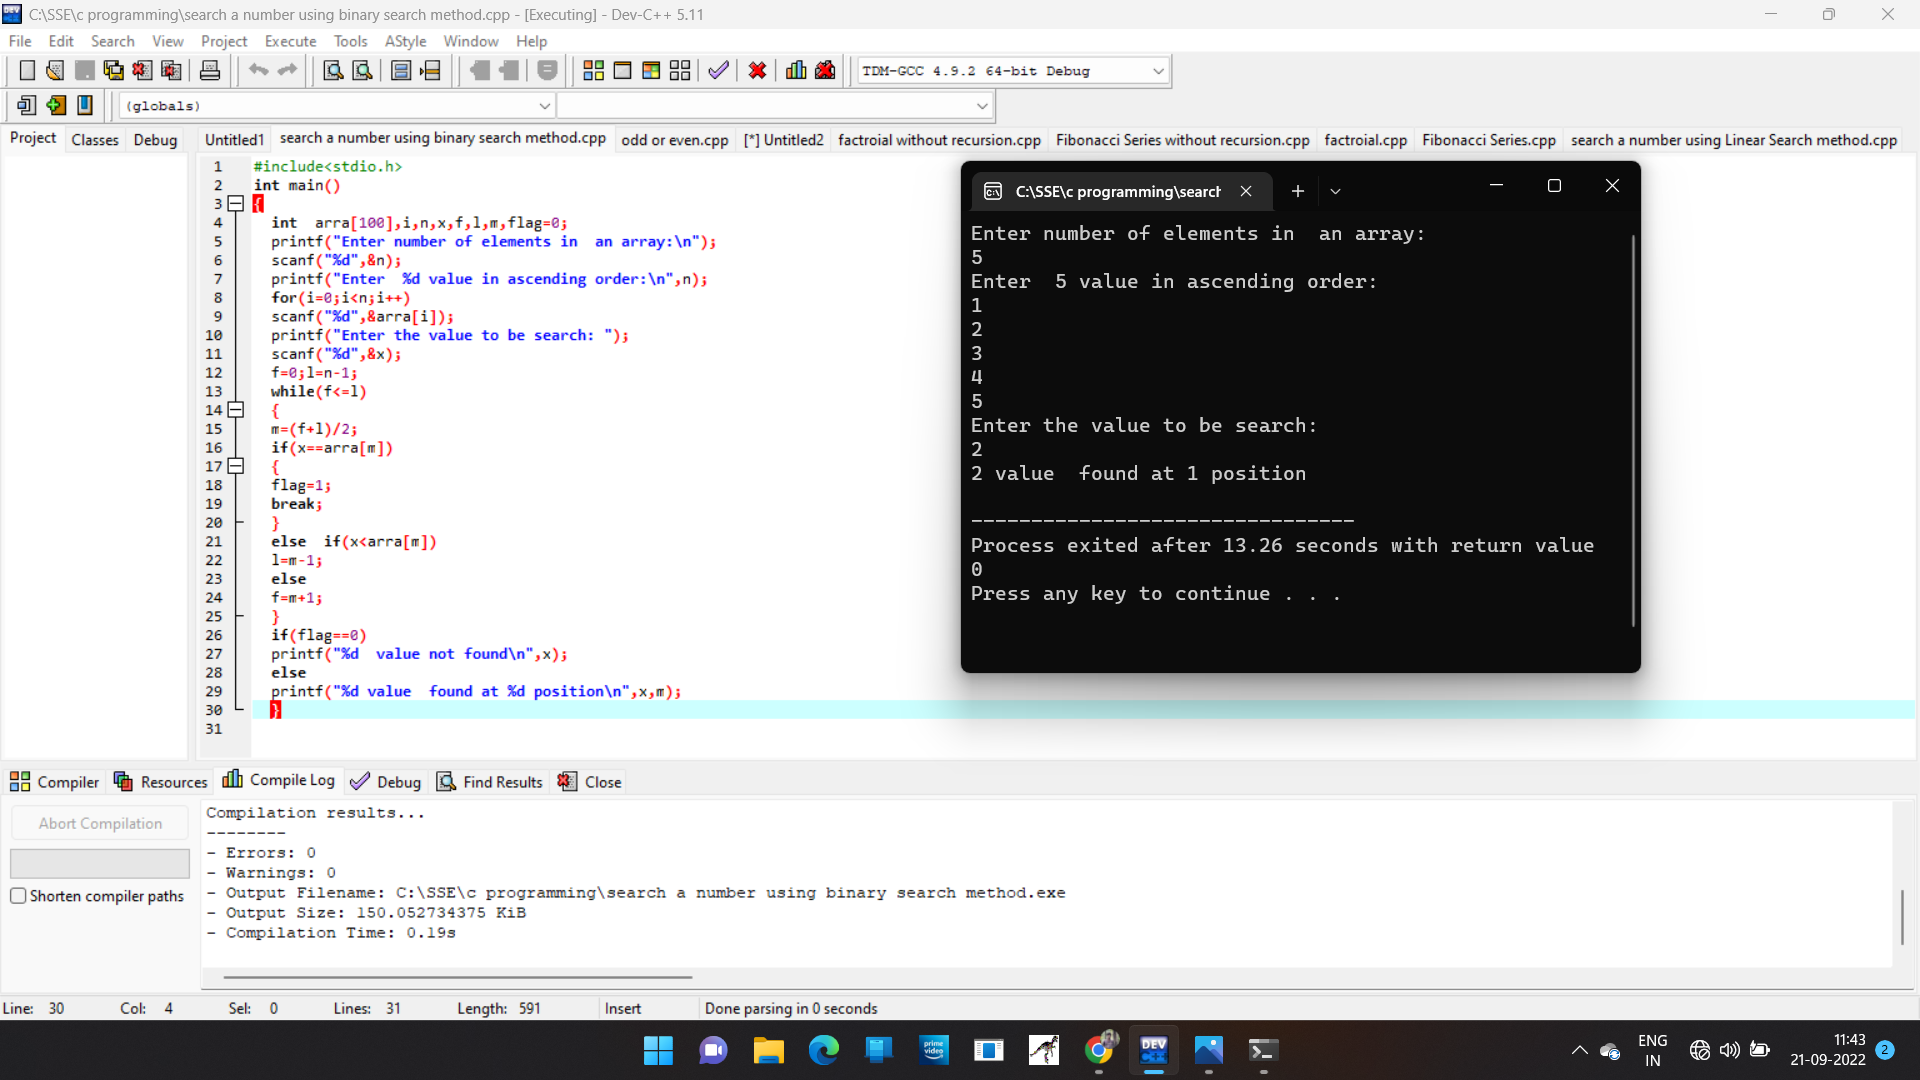 C:\SSE\c programming\search a number using binary search method.cpp - [Executing] - Dev-C++ 5.11
File Edit Search View Project Execute Tools AStyle Window Help
TDM-GCC 4.9.2 64-bit Debug
(globals)
Project Classes Debug
Untitled1 search a number using binary search method.cpp odd or even.cpp [*] Untitled2 factroial without recursion.cpp Fibonacci Series without recursion.cpp factroial.cpp Fibonacci Series.cpp search a number using Linear Search method.cpp
1 #include<stdio.h>
2 int main()
3 {
4 int  arra[100],i,n,x,f,l,m,flag=0;
5 printf("Enter number of elements in  an array:\n");
6 scanf("%d",&n);
7 printf("Enter  %d value in ascending order:\n",n);
8 for(i=0;i<n;i++)
9 scanf("%d",&arra[i]);
10 printf("Enter the value to be search: ");
11 scanf("%d",&x);
12 f=0;l=n-1;
13 while(f<=l)
14 {
15 m=(f+l)/2;
16 if(x==arra[m])
17 {
18 flag=1;
19 break;
20 }
21 else  if(x<arra[m])
22 l=m-1;
23 else
24 f=m+1;
25 }
26 if(flag==0)
27 printf("%d  value not found\n",x);
28 else
29 printf("%d value  found at %d position\n",x,m);
30 }
31
C:\SSE\c programming\search
Enter number of elements in  an array:
5
Enter  5 value in ascending order:
1
2
3
4
5
Enter the value to be search:
2
2 value  found at 1 position
--------------------------------
Process exited after 13.26 seconds with return value
0
Press any key to continue . . .
Compiler Resources Compile Log Debug Find Results Close
Abort Compilation
Shorten compiler paths
Compilation results...
--------
- Errors: 0
- Warnings: 0
- Output Filename: C:\SSE\c programming\search a number using binary search method.exe
- Output Size: 150.052734375 KiB
- Compilation Time: 0.19s
Line: 30 Col: 4 Sel: 0 Lines: 31 Length: 591 Insert Done parsing in 0 seconds
prime video
DEV C++
ENG
IN
11:43
21-09-2022
2